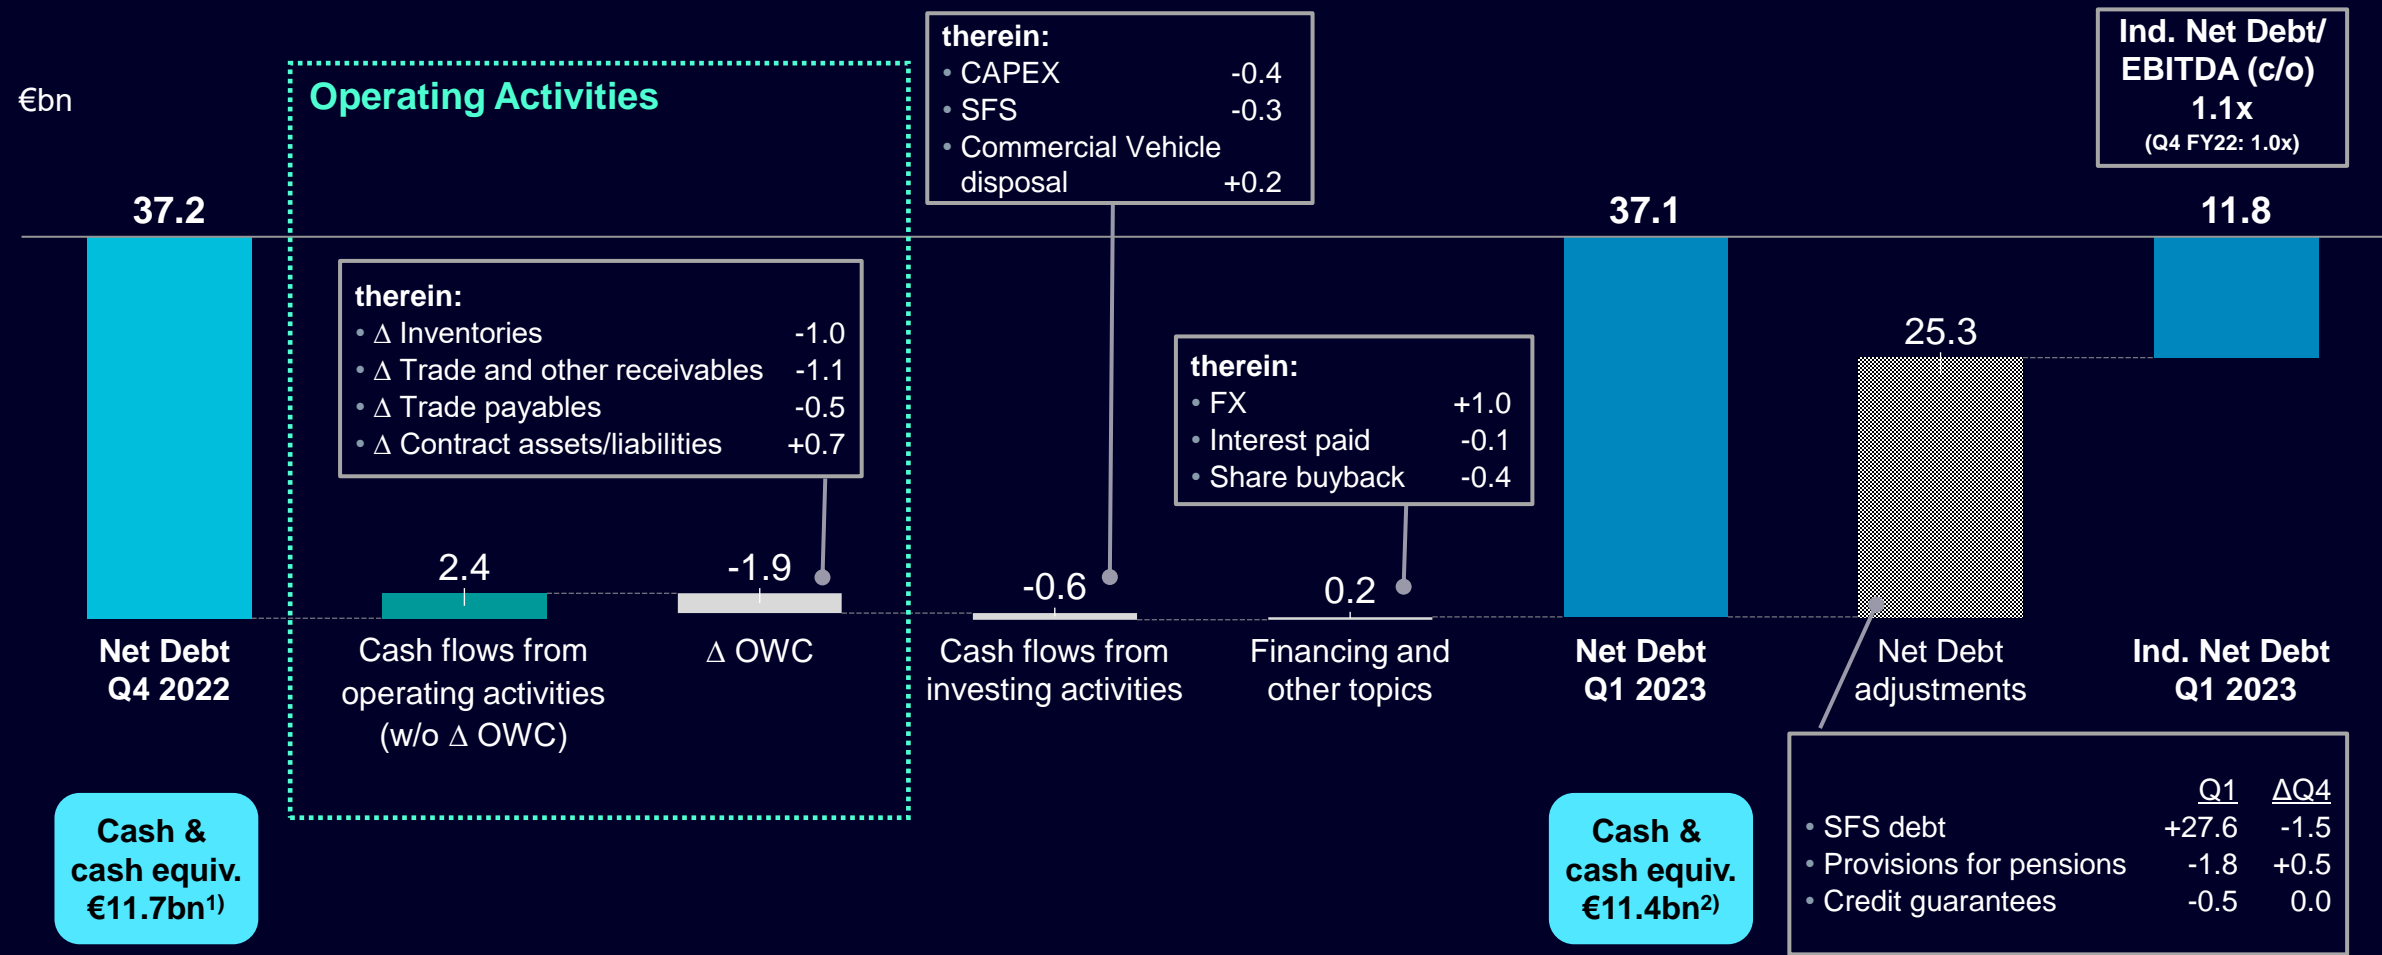 €bn
Operating Activities
therein:
• CAPEX -0.4
• SFS -0.3
• Commercial Vehicle
disposal +0.2
Ind. Net Debt/
EBITDA (c/o)
1.1x
(Q4 FY22: 1.0x)
37.2
37.1
11.8
therein:
• Δ Inventories -1.0
• Δ Trade and other receivables -1.1
• Δ Trade payables -0.5
• Δ Contract assets/liabilities +0.7
therein:
• FX +1.0
• Interest paid -0.1
• Share buyback -0.4
25.3
2.4
-1.9
-0.6
0.2
Net Debt
Q4 2022
Cash flows from
operating activities
(w/o Δ OWC)
Δ OWC
Cash flows from
investing activities
Financing and
other topics
Net Debt
Q1 2023
Net Debt
adjustments
Ind. Net Debt
Q1 2023
Cash &
cash equiv.
€11.7bn1)
Cash &
cash equiv.
€11.4bn2)
Q1 ΔQ4
• SFS debt +27.6 -1.5
• Provisions for pensions -1.8 +0.5
• Credit guarantees -0.5 0.0